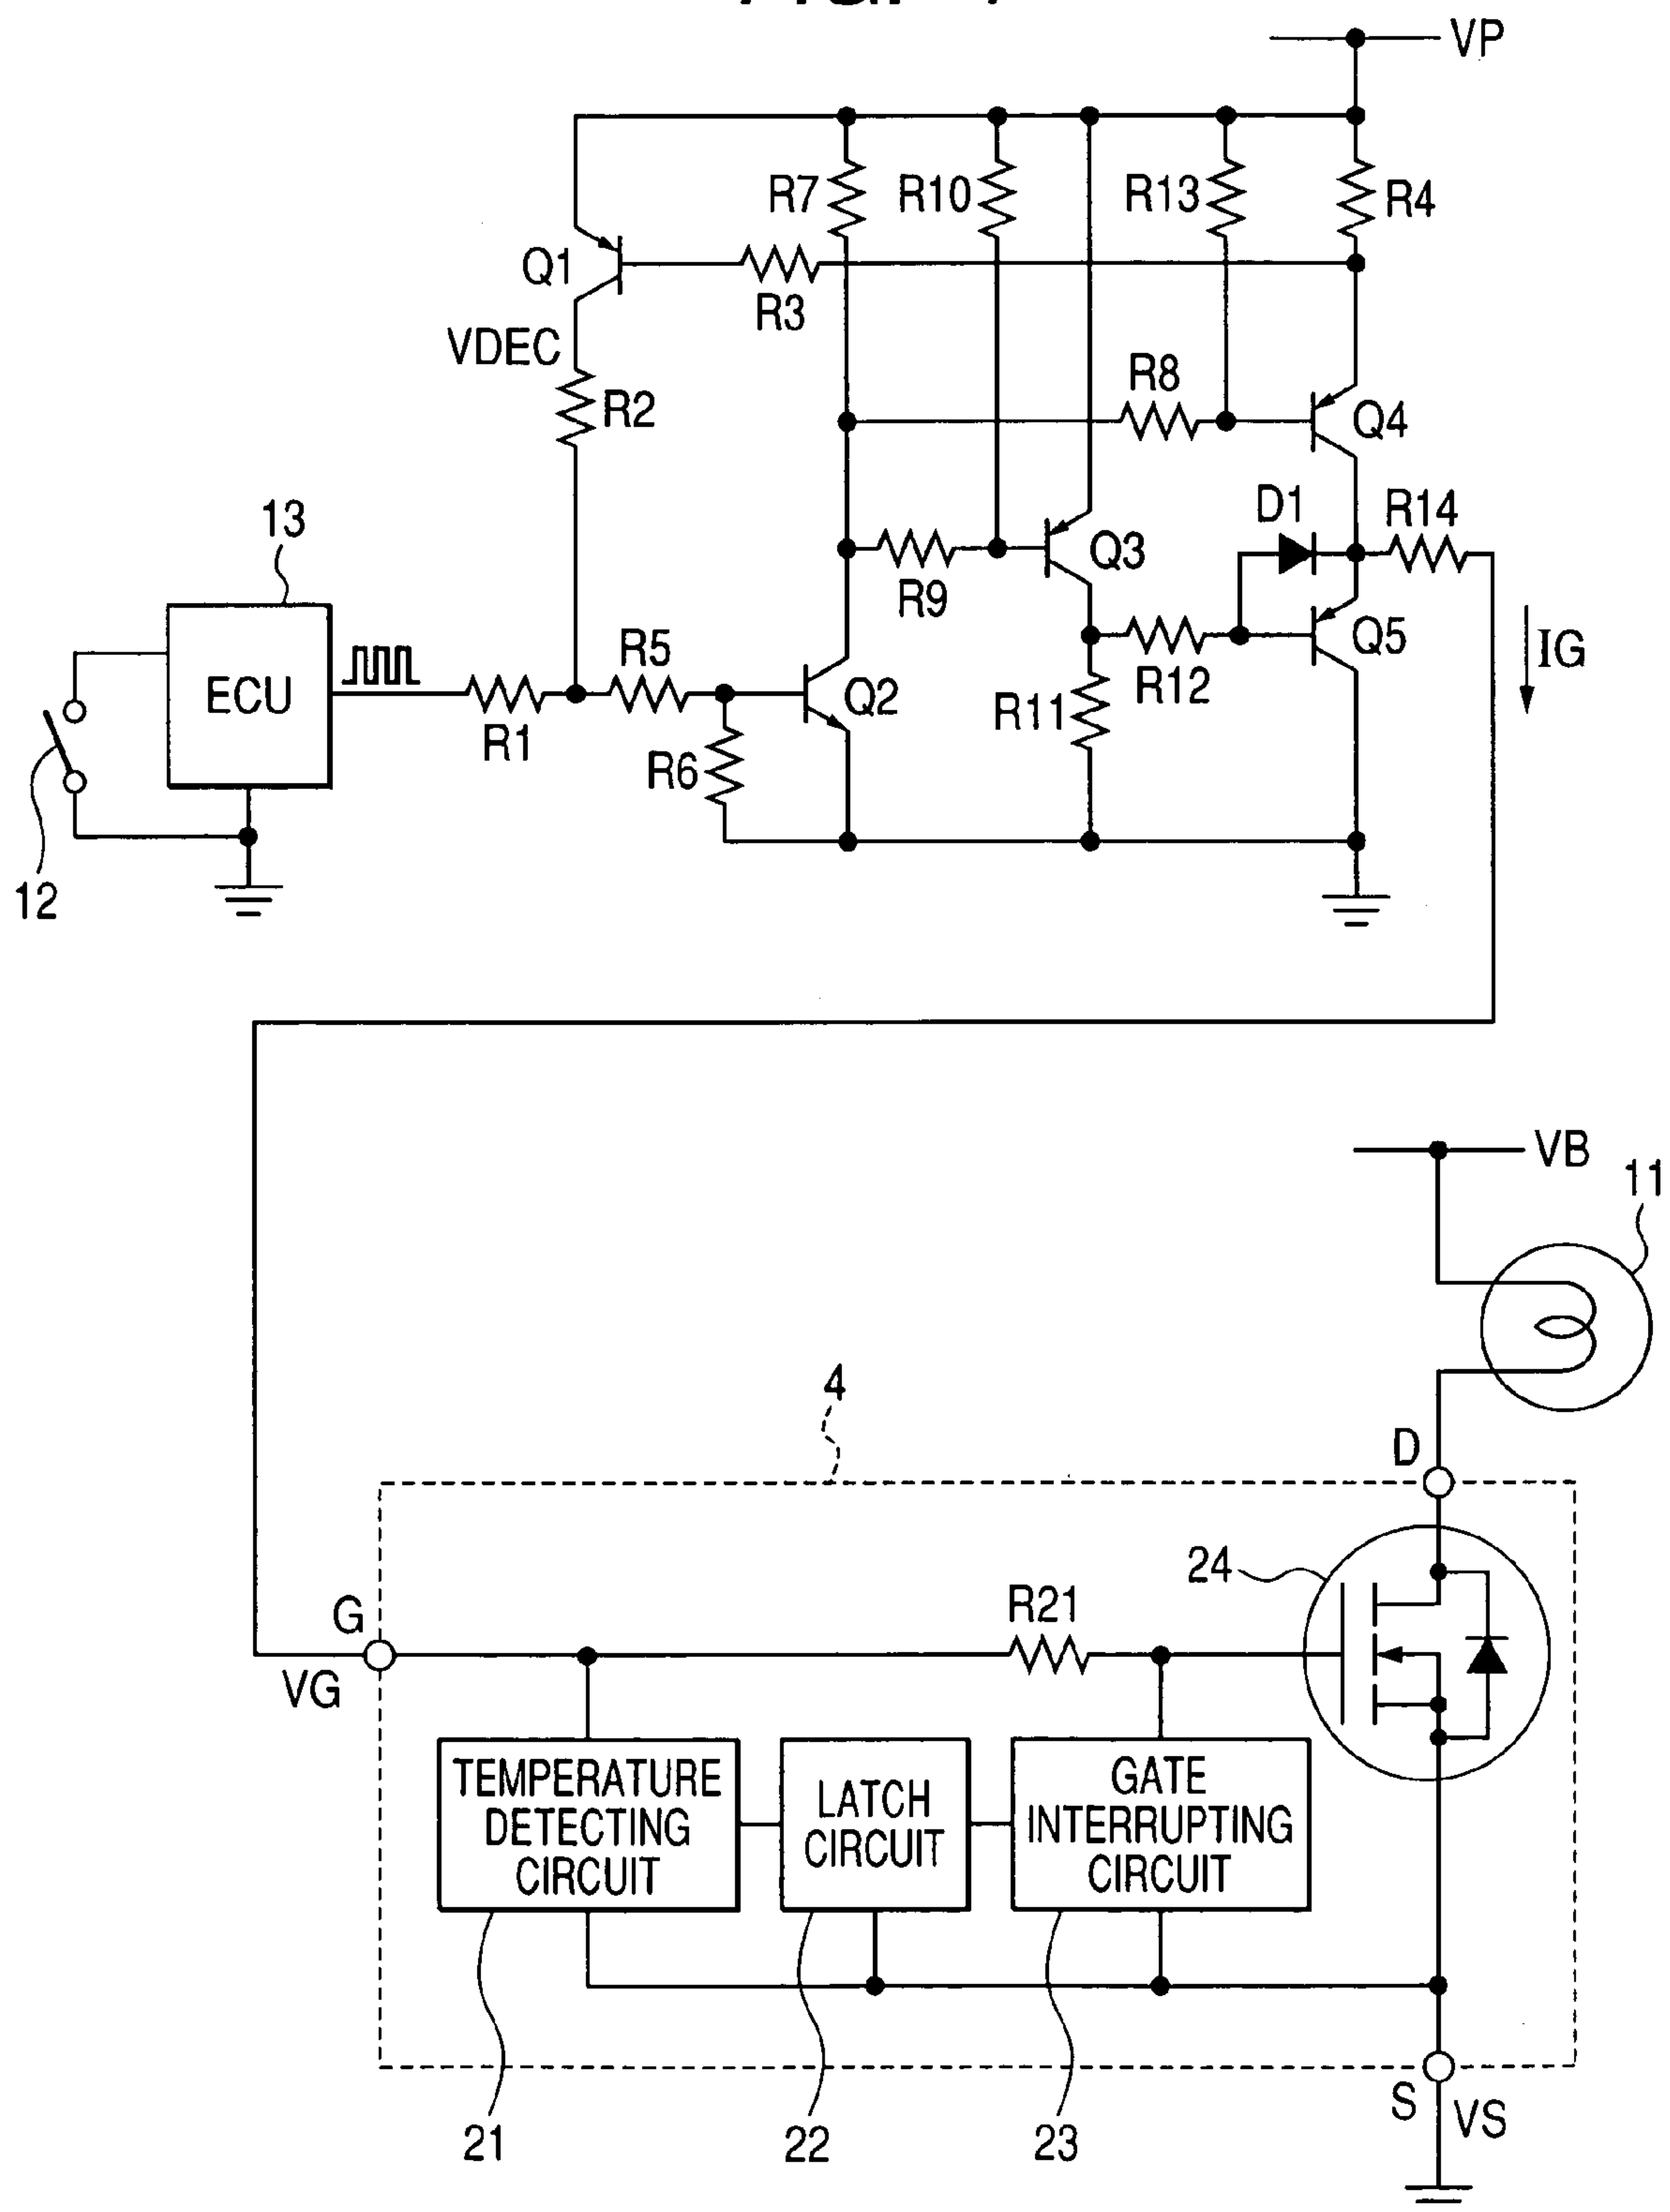 VP
R7
R10
R13
R4
Q1
R3
VDEC
R8
R2
Q4
D1
R14
13
Q3
R9
R5
Q5
IG
ECU
Q2
R12
R11
R1
R6
12
VB
11
4
D
24
R21
G
VG
TEMPERATURE
DETECTING
CIRCUIT
LATCH
CIRCUIT
GATE
INTERRUPTING
CIRCUIT
S
VS
21
22
23